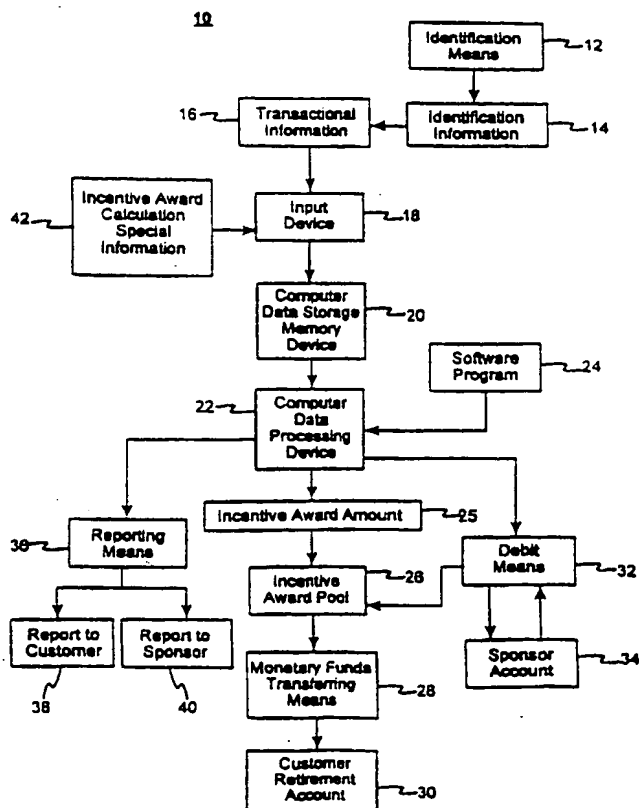 10
Identification
Means
12
16
Transactional
Information
Identification
Information
14
42
Incentive Award
Calculation
Special
Information
Input
Device
18
Computer
Data Storage
Memory
Device
20
Software
Program
24
22
Computer
Data
Processing
Device
Incentive Award Amount
25
36
Reporting
Means
Incentive
Award Pool
26
Debit
Means
32
Report to
Customer
Report to
Sponsor
38
40
Monetary Funds
Transferring
Means
28
Sponsor
Account
34
Customer
Retirement
Account
30